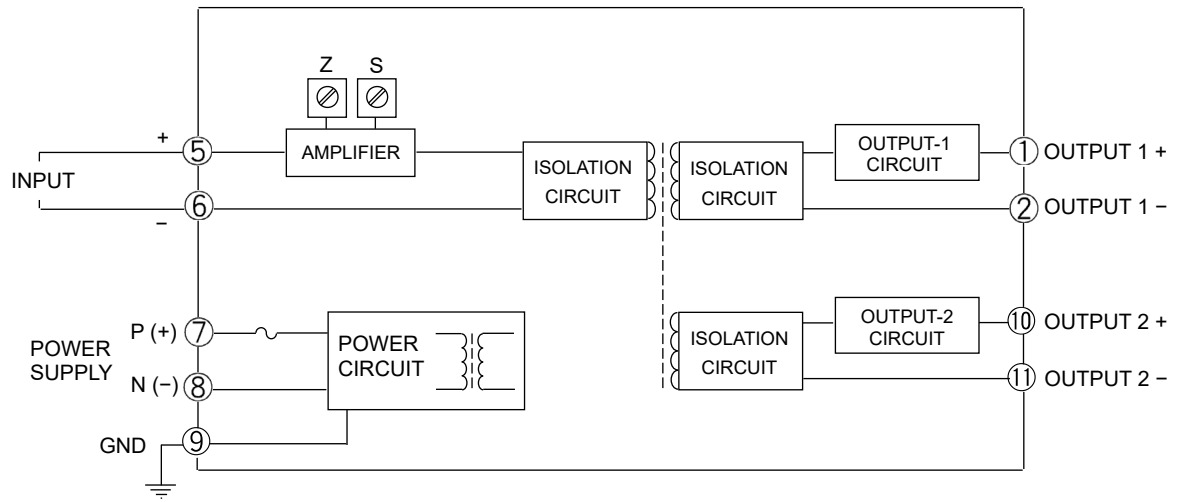 Z S
+
5
AMPLIFIER
INPUT
6
−
ISOLATION
CIRCUIT
ISOLATION
CIRCUIT
OUTPUT-1
CIRCUIT
1 OUTPUT 1 +
2 OUTPUT 1 −
POWER
SUPPLY
P (+) 7
N (−) 8
GND 9
POWER
CIRCUIT
ISOLATION
CIRCUIT
OUTPUT-2
CIRCUIT
10 OUTPUT 2 +
11 OUTPUT 2 −